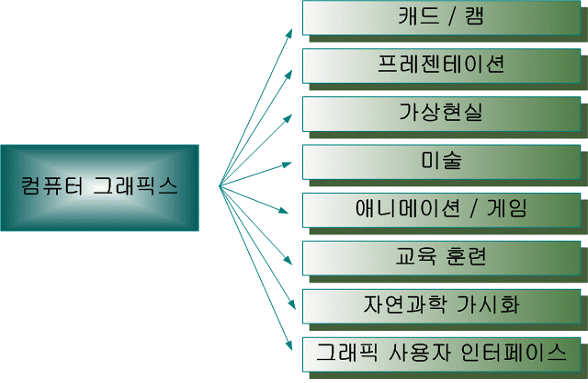 컴퓨터 그래픽스
캐드 / 캠
프레젠테이션
가상현실
미술
애니메이션 / 게임
교육 훈련
자연과학 가시화
그래픽 사용자 인터페이스